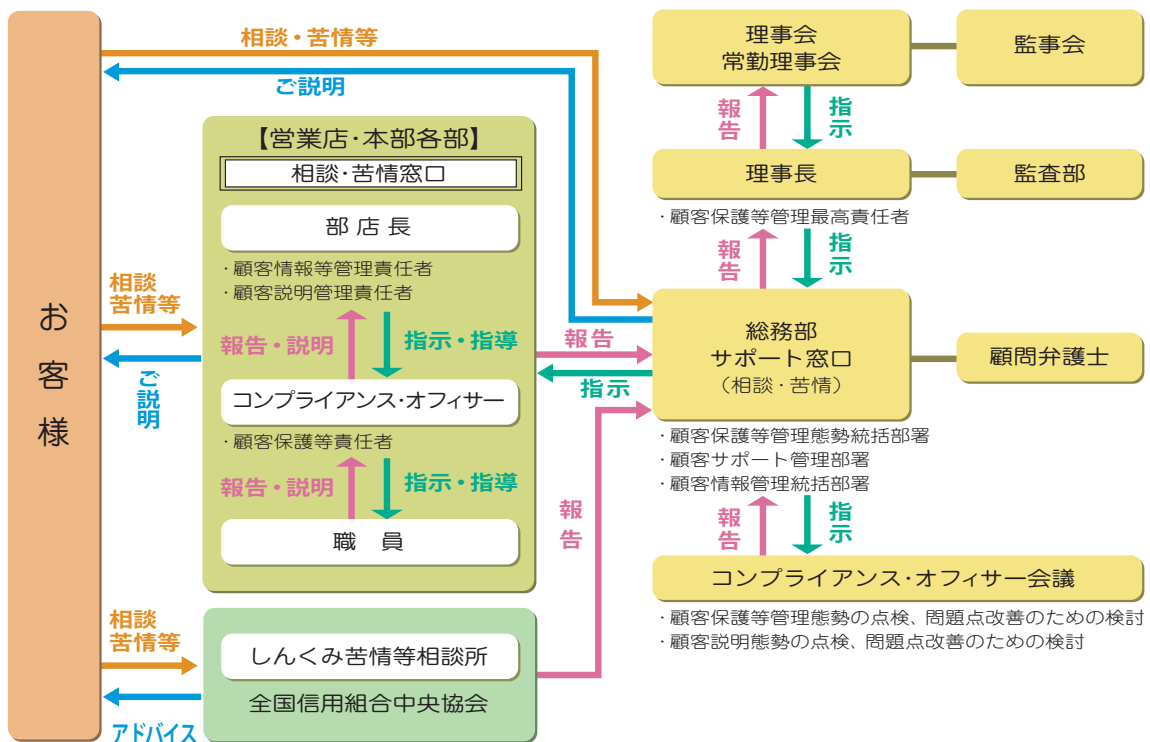 お客様
相談・苦情等
ご説明
【営業店・本部各部】
相談・苦情窓口
部店長
・顧客情報等管理責任者
・顧客説明管理責任者
報告・説明
指示・指導
コンプライアンス・オフィサー
・顧客保護等責任者
報告・説明
指示・指導
職 員
相談
苦情等
ご説明
相談
苦情等
アドバイス
しんくみ苦情等相談所
全国信用組合中央協会
報告
指示
報告
理事会
常勤理事会
監事会
報告
指示
理事長
監査部
・顧客保護等管理最高責任者
報告
指示
総務部
サポート窓口
（相談・苦情）
顧問弁護士
・顧客保護等管理態勢統括部署
・顧客サポート管理部署
・顧客情報管理統括部署
報告
指示
コンプライアンス・オフィサー会議
・顧客保護等管理態勢の点検、問題点改善のための検討
・顧客説明態勢の点検、問題点改善のための検討